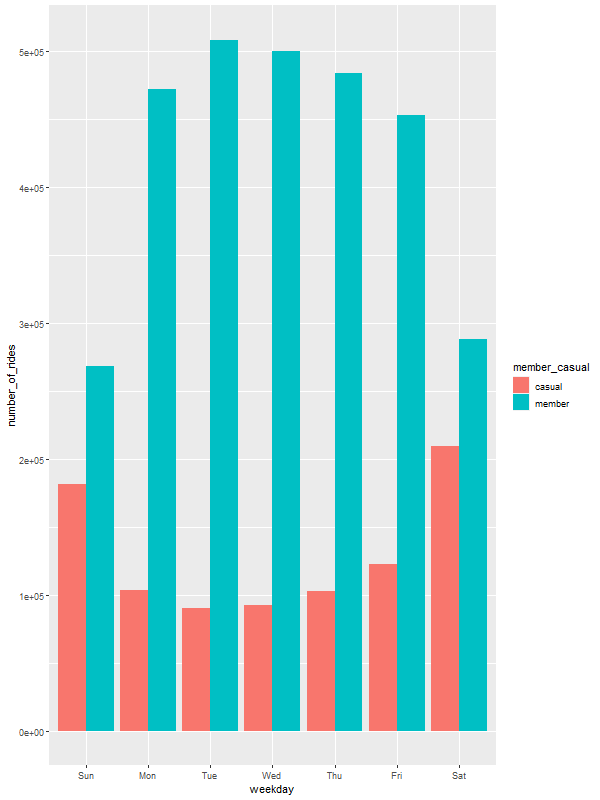 number_of_rides
5e+05
4e+05
3e+05
2e+05
1e+05
0e+00
Sun Mon Tue Wed Thu Fri Sat
weekday
member_casual
casual
member